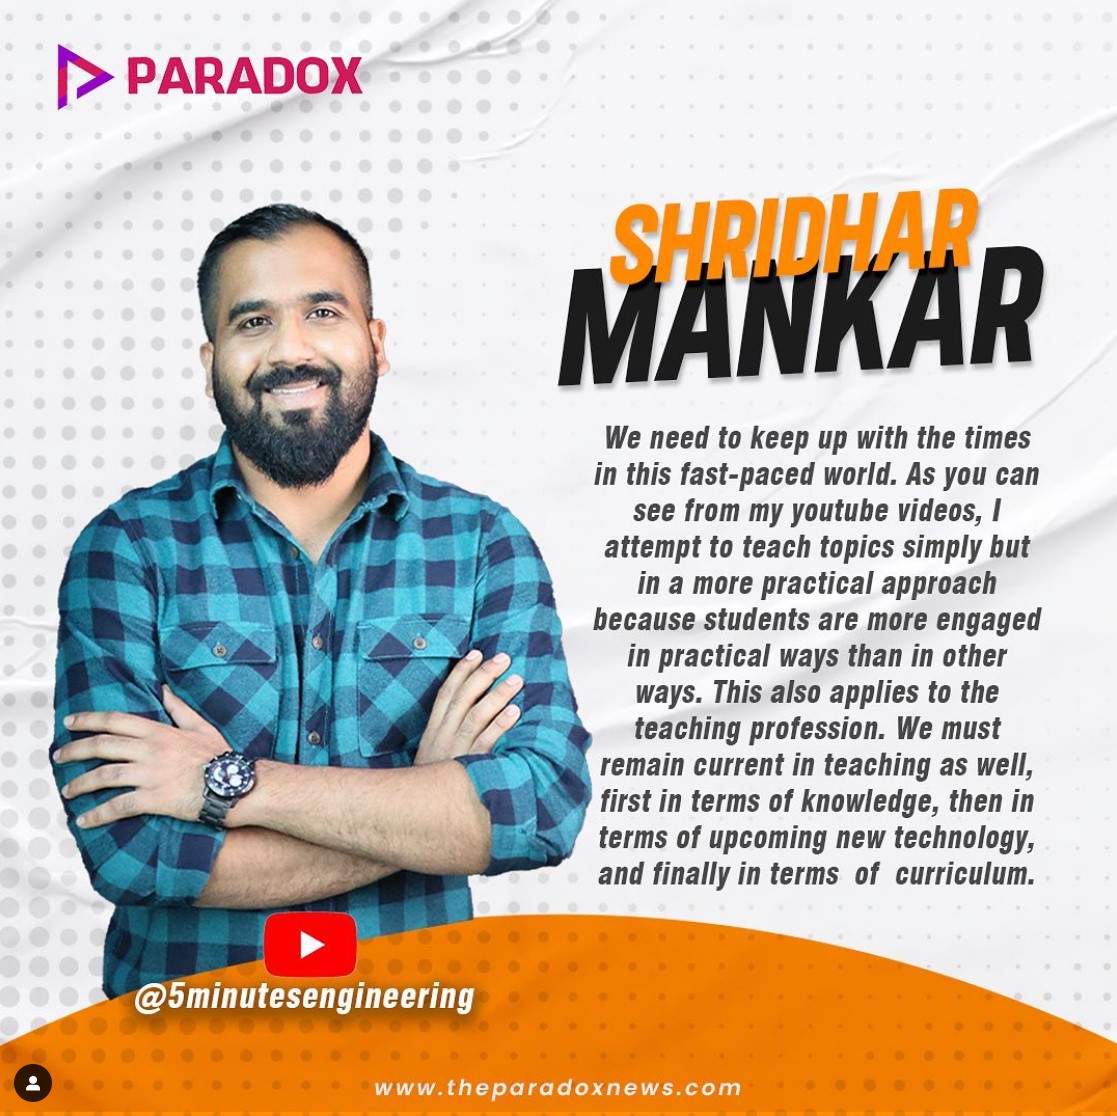 PARADOX
SHRIDHAR
MANKAR
We need to keep up with the times
in this fast-paced world. As you can
see from my youtube videos, I
attempt to teach topics simply but
in a more practical approach
because students are more engaged
in practical ways than in other
ways. This also applies to the
teaching profession. We must
remain current in teaching as well,
first in terms of knowledge, then in
terms of upcoming new technology,
and finally in terms of curriculum.
@5minutesengineering
www.theparadoxnews.com